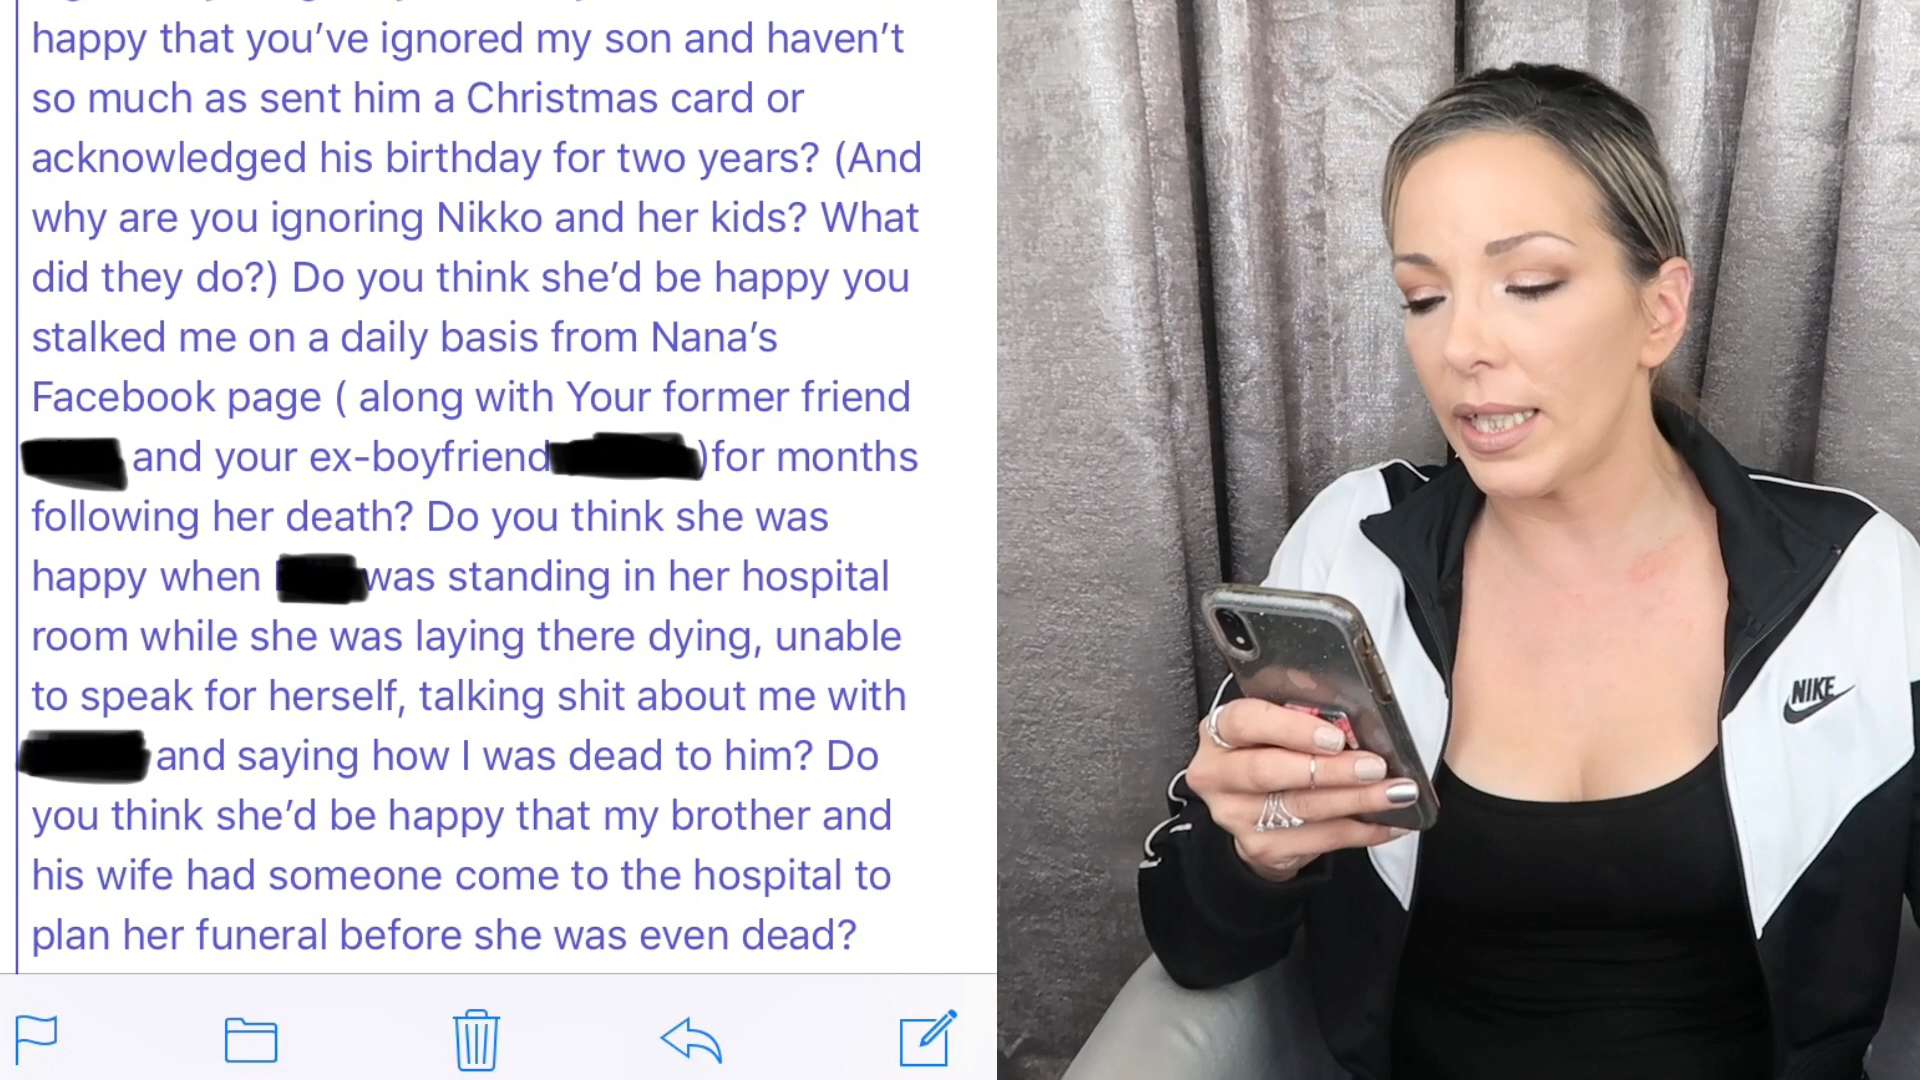 happy that you’ve ignored my son and haven’t
so much as sent him a Christmas card or
acknowledged his birthday for two years? (And
why are you ignoring Nikko and her kids? What
did they do?) Do you think she’d be happy you
stalked me on a daily basis from Nana’s
Facebook page ( along with Your former friend
and your ex-boyfriend )for months
following her death? Do you think she was
happy when was standing in her hospital
room while she was laying there dying, unable
to speak for herself, talking shit about me with
and saying how I was dead to him? Do
you think she’d be happy that my brother and
his wife had someone come to the hospital to
plan her funeral before she was even dead?
NIKE